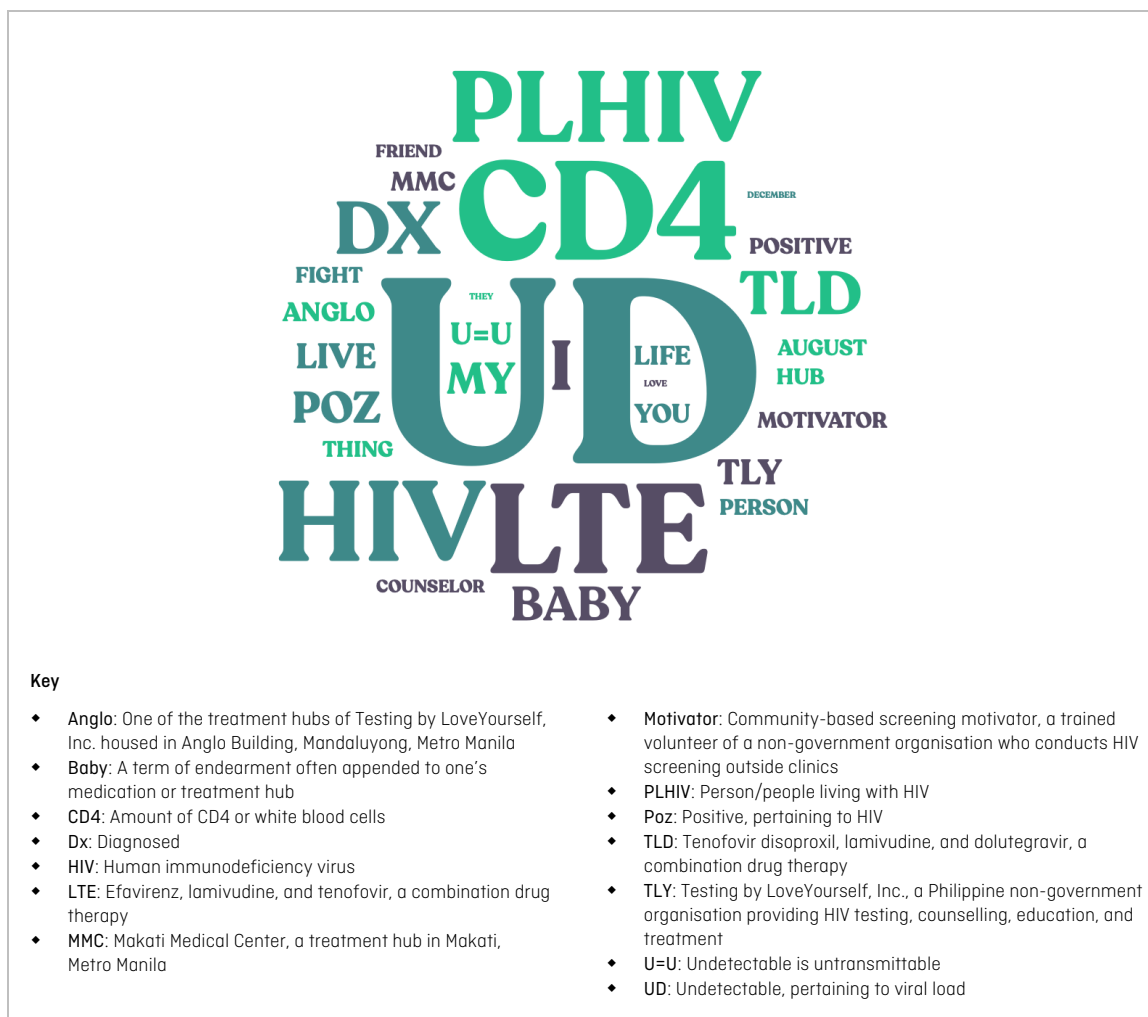 PLHIV
FRIEND
MMC
CD4
DECEMBER
DX
POSITIVE
FIGHT
TLD
ANGLO
UD
THEY
U=U
I
LIFE
AUGUST
LIVE
MY
LOVE
HUB
POZ
YOU
MOTIVATOR
THING
TLY
HIV
LTE
PERSON
COUNSELOR
BABY
Key
◆ Anglo: One of the treatment hubs of Testing by LoveYourself,
Inc. housed in Anglo Building, Mandaluyong, Metro Manila
◆ Baby: A term of endearment often appended to one's
medication or treatment hub
◆ CD4: Amount of CD4 or white blood cells
◆ Dx: Diagnosed
◆ HIV: Human immunodeficiency virus
◆ LTE: Efavirenz, lamivudine, and tenofovir, a combination drug
therapy
◆ MMC: Makati Medical Center, a treatment hub in Makati,
Metro Manila
◆ Motivator: Community-based screening motivator, a trained
volunteer of a non-government organisation who conducts HIV
screening outside clinics
◆ PLHIV: Person/people living with HIV
◆ Poz: Positive, pertaining to HIV
◆ TLD: Tenofovir disoproxil, lamivudine, and dolutegravir, a
combination drug therapy
◆ TLY: Testing by LoveYourself, Inc., a Philippine non-government
organisation providing HIV testing, counselling, education, and
treatment
◆ U=U: Undetectable is untransmittable
◆ UD: Undetectable, pertaining to viral load